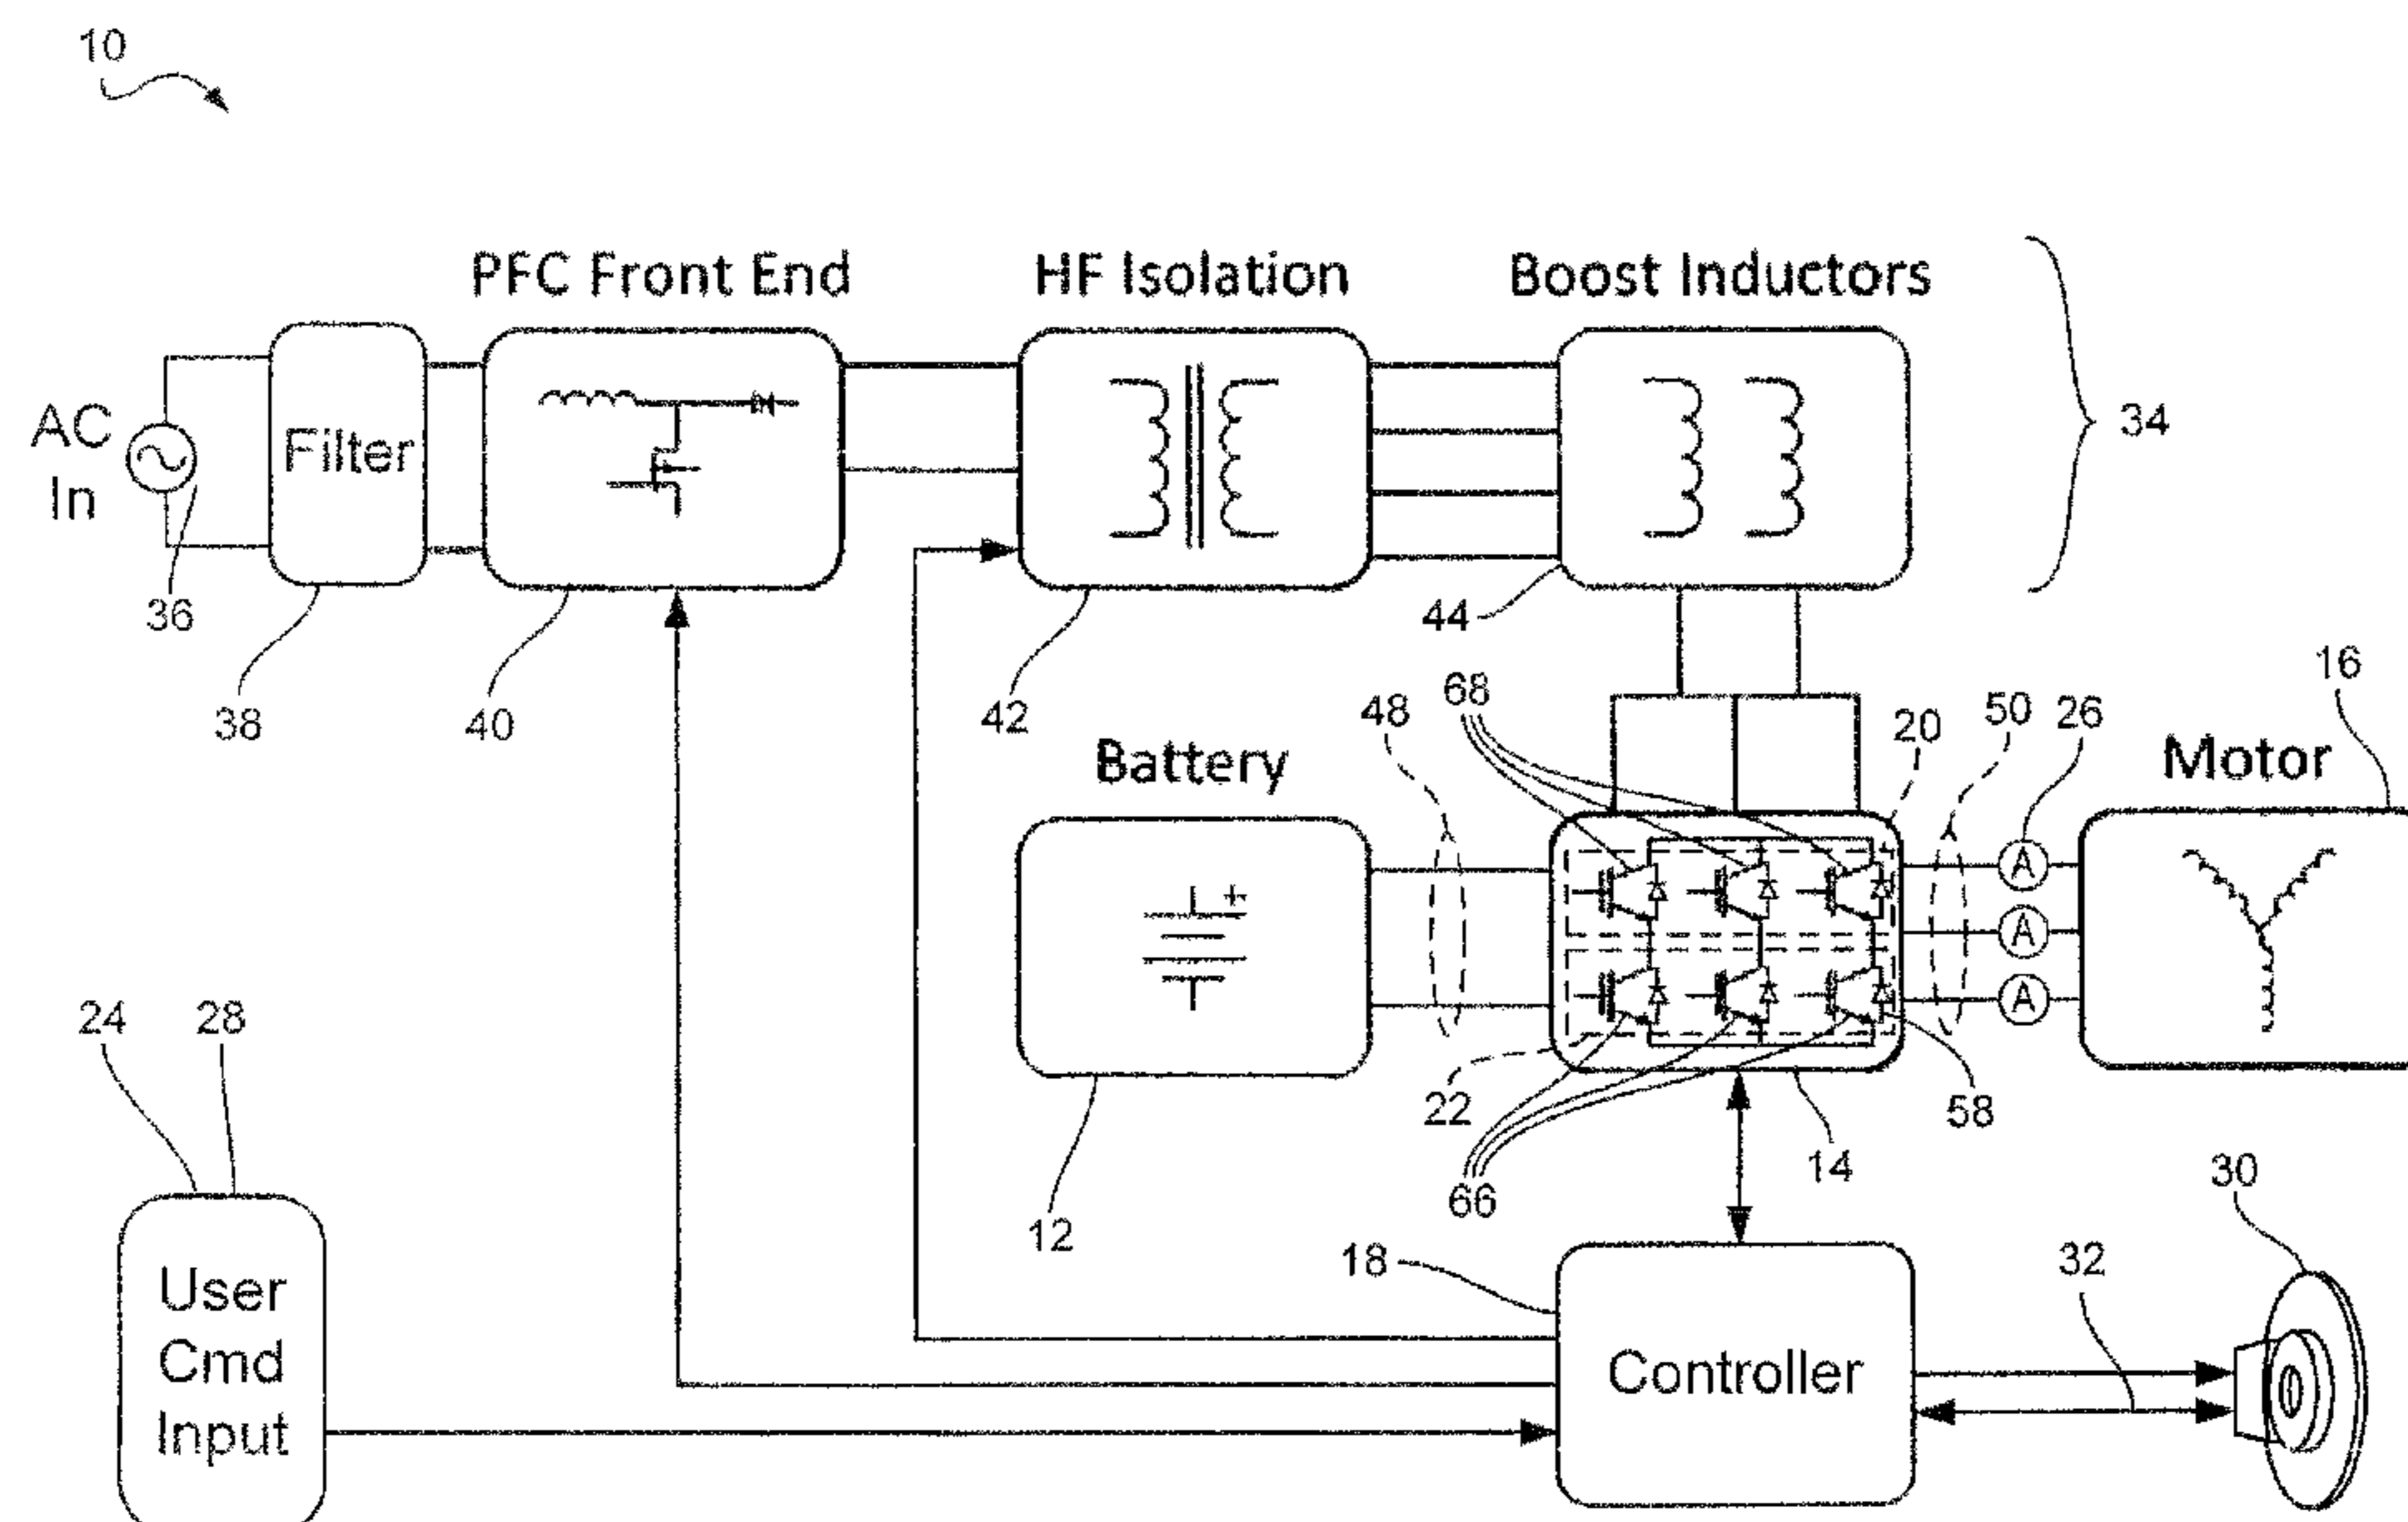 10
PFC Front End
HF Isolation
Boost Inductors
AC
In
Filter
34
36
38
40
42
44
48
68
20
50
26
16
Battery
Motor
+
A
A
A
12
22
66
14
58
24
28
User
Cmd
Input
18
Controller
32
30